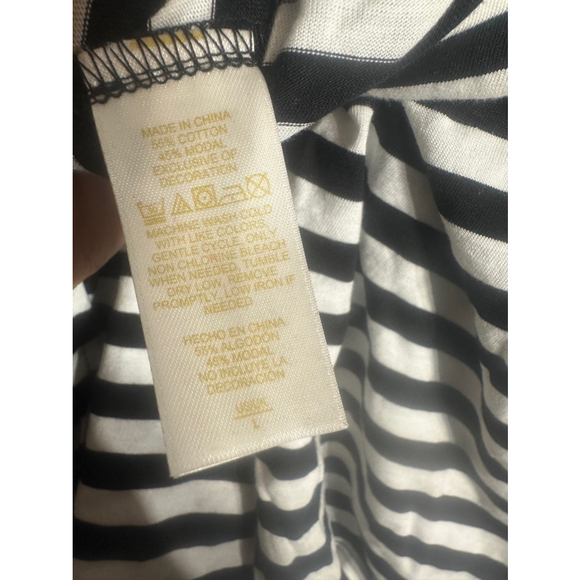 MADE IN CHINA
55% COTTON
45% MODAL
EXCLUSIVE OF
DECORATION
MACHINE WASH COLD
WITH LIKE COLORS
GENTLE CYCLE, ONLY
NON CHLORINE BLEACH
WHEN NEEDED, TUMBLE
DRY LOW, REMOVE
PROMPTLY, LOW IRON IF
NEEDED
HECHO EN CHINA
55% ALGODÓN
45% MODAL
NO INCLUYE LA
DECORACIÓN
L